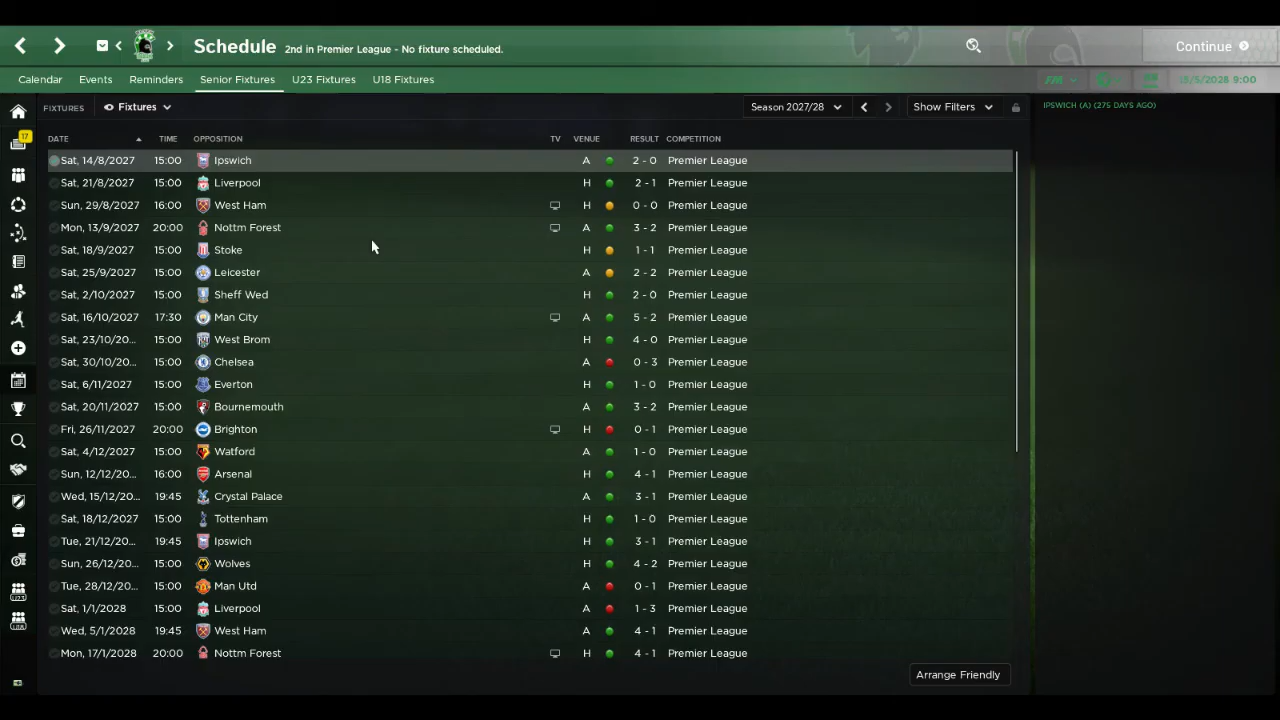 Schedule 2nd in Premier League - No fixture scheduled. Continue
Calendar Events Reminders Senior Fixtures U23 Fixtures U18 Fixtures 15/5/2028 9:00
FIXTURES Fixtures Season 2027/28 Show Filters IPSWICH (A) (275 DAYS AGO)
DATE TIME OPPOSITION TV VENUE RESULT COMPETITION
17
Sat, 14/8/2027 15:00 Ipswich A 2 - 0 Premier League
Sat, 21/8/2027 15:00 Liverpool H 2 - 1 Premier League
Sun, 29/8/2027 16:00 West Ham H 0 - 0 Premier League
Mon, 13/9/2027 20:00 Nottm Forest A 3 - 2 Premier League
Sat, 18/9/2027 15:00 Stoke H 1 - 1 Premier League
Sat, 25/9/2027 15:00 Leicester A 2 - 2 Premier League
Sat, 2/10/2027 15:00 Sheff Wed H 2 - 0 Premier League
Sat, 16/10/2027 17:30 Man City A 5 - 2 Premier League
Sat, 23/10/20... 15:00 West Brom H 4 - 0 Premier League
Sat, 30/10/20... 15:00 Chelsea A 0 - 3 Premier League
Sat, 6/11/2027 15:00 Everton H 1 - 0 Premier League
Sat, 20/11/2027 15:00 Bournemouth A 3 - 2 Premier League
Fri, 26/11/2027 20:00 Brighton H 0 - 1 Premier League
Sat, 4/12/2027 15:00 Watford A 1 - 0 Premier League
Sun, 12/12/20... 16:00 Arsenal H 4 - 1 Premier League
Wed, 15/12/20... 19:45 Crystal Palace A 3 - 1 Premier League
Sat, 18/12/2027 15:00 Tottenham H 1 - 0 Premier League
Tue, 21/12/20... 19:45 Ipswich H 3 - 1 Premier League
Sun, 26/12/20... 15:00 Wolves H 4 - 2 Premier League
Tue, 28/12/20... 15:00 Man Utd A 0 - 1 Premier League
Sat, 1/1/2028 15:00 Liverpool A 1 - 3 Premier League
Wed, 5/1/2028 19:45 West Ham A 4 - 1 Premier League
Mon, 17/1/2028 20:00 Nottm Forest H 4 - 1 Premier League
Arrange Friendly